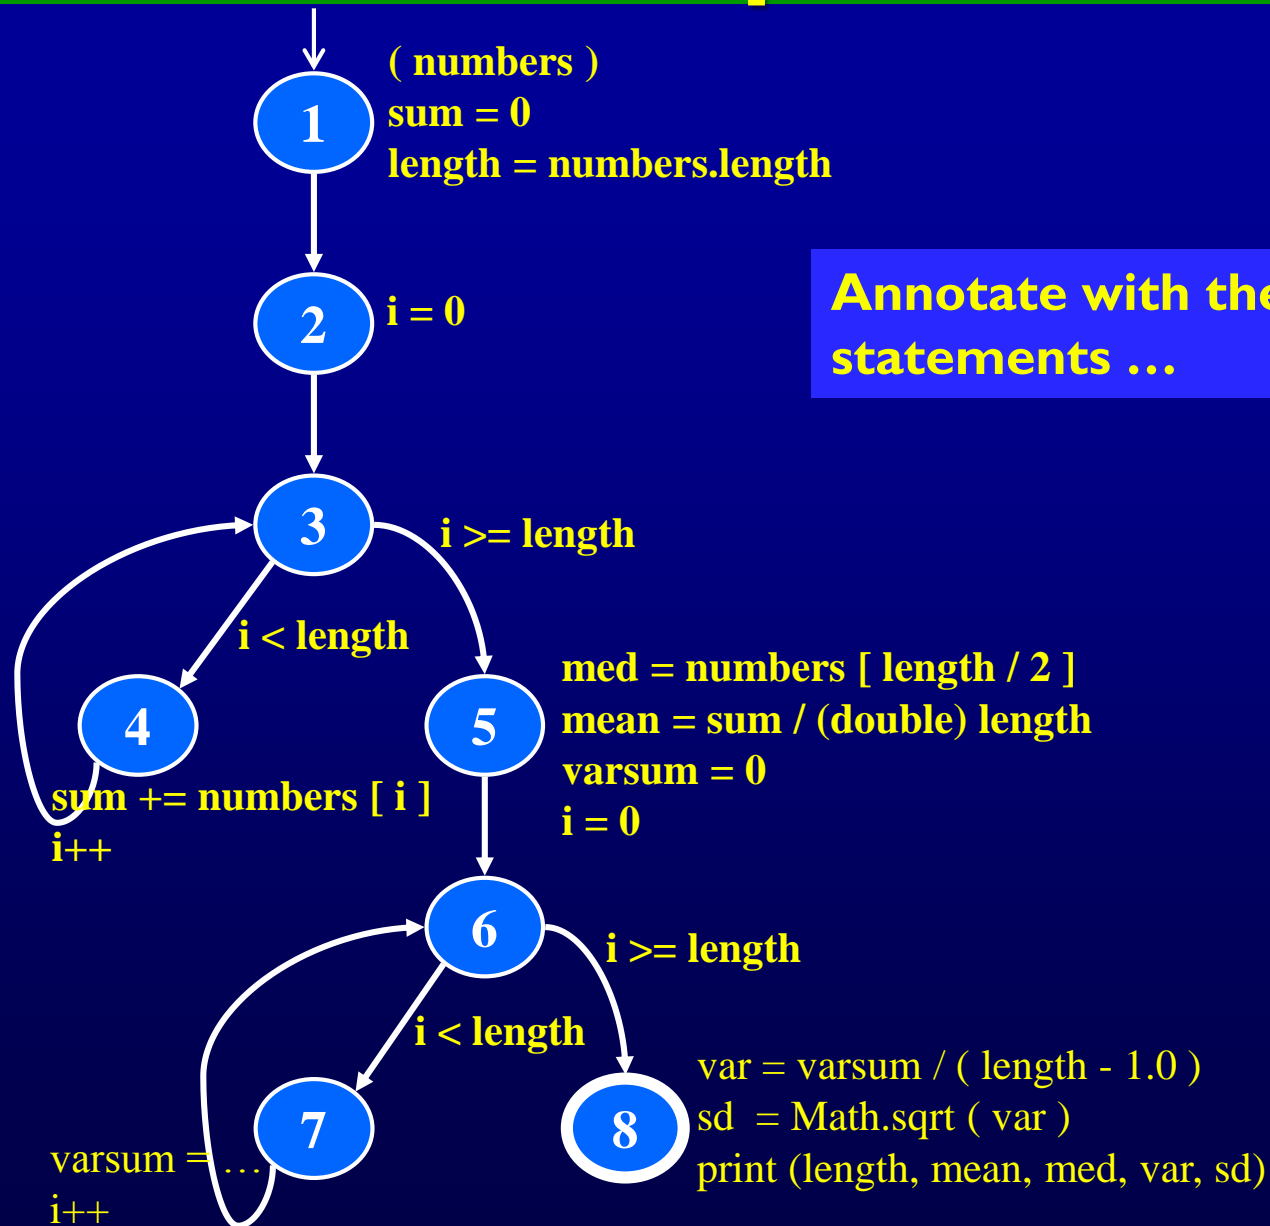 ( numbers )
sum = 0
length = numbers.length
1
2
i = 0
Annotate with the
statements …
3
i >= length
i < length
4
sum += numbers [ i ]
i++
5
med = numbers [ length / 2 ]
mean = sum / (double) length
varsum = 0
i = 0
6
i >= length
i < length
7
varsum = …
i++
8
var = varsum / ( length - 1.0 )
sd = Math.sqrt ( var )
print (length, mean, med, var, sd)